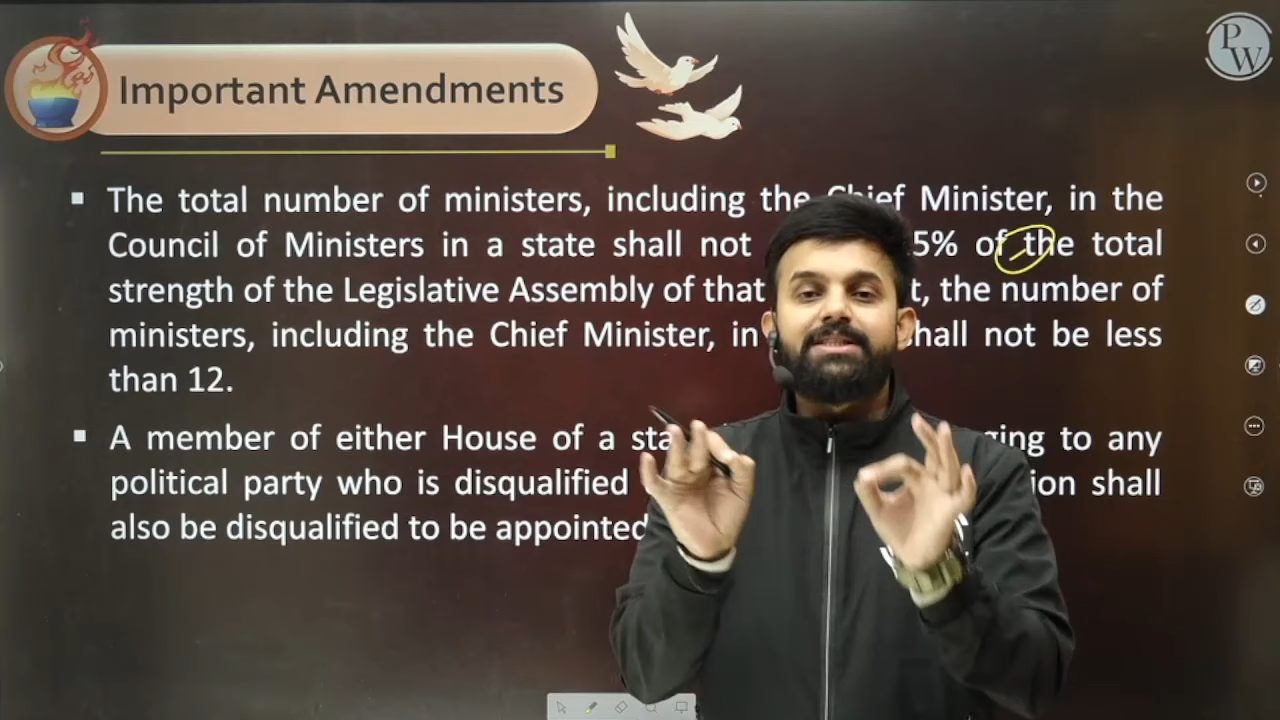 Important Amendments
PW
The total number of ministers, including the Chief Minister, in the
Council of Ministers in a state shall not 5% of the total
strength of the Legislative Assembly of that t, the number of
ministers, including the Chief Minister, in shall not be less
than 12.
A member of either House of a sta ging to any
political party who is disqualified ion shall
also be disqualified to be appointed